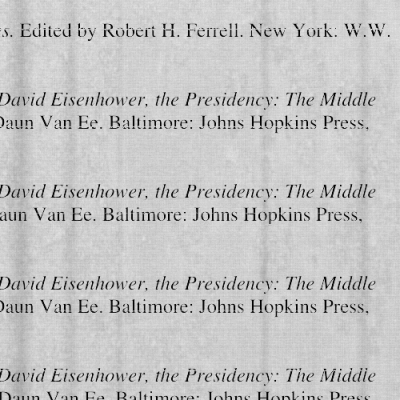 s. Edited by Robert H. Ferrell. New York: W.W.
David Eisenhower, the Presidency: The Middle
Daun Van Ee. Baltimore: Johns Hopkins Press,
David Eisenhower, the Presidency: The Middle
aun Van Ee. Baltimore: Johns Hopkins Press,
David Eisenhower, the Presidency: The Middle
Daun Van Ee. Baltimore: Johns Hopkins Press,
David Eisenhower, the Presidency: The Middle
Daun Van Ee. Baltimore: Johns Hopkins Press,